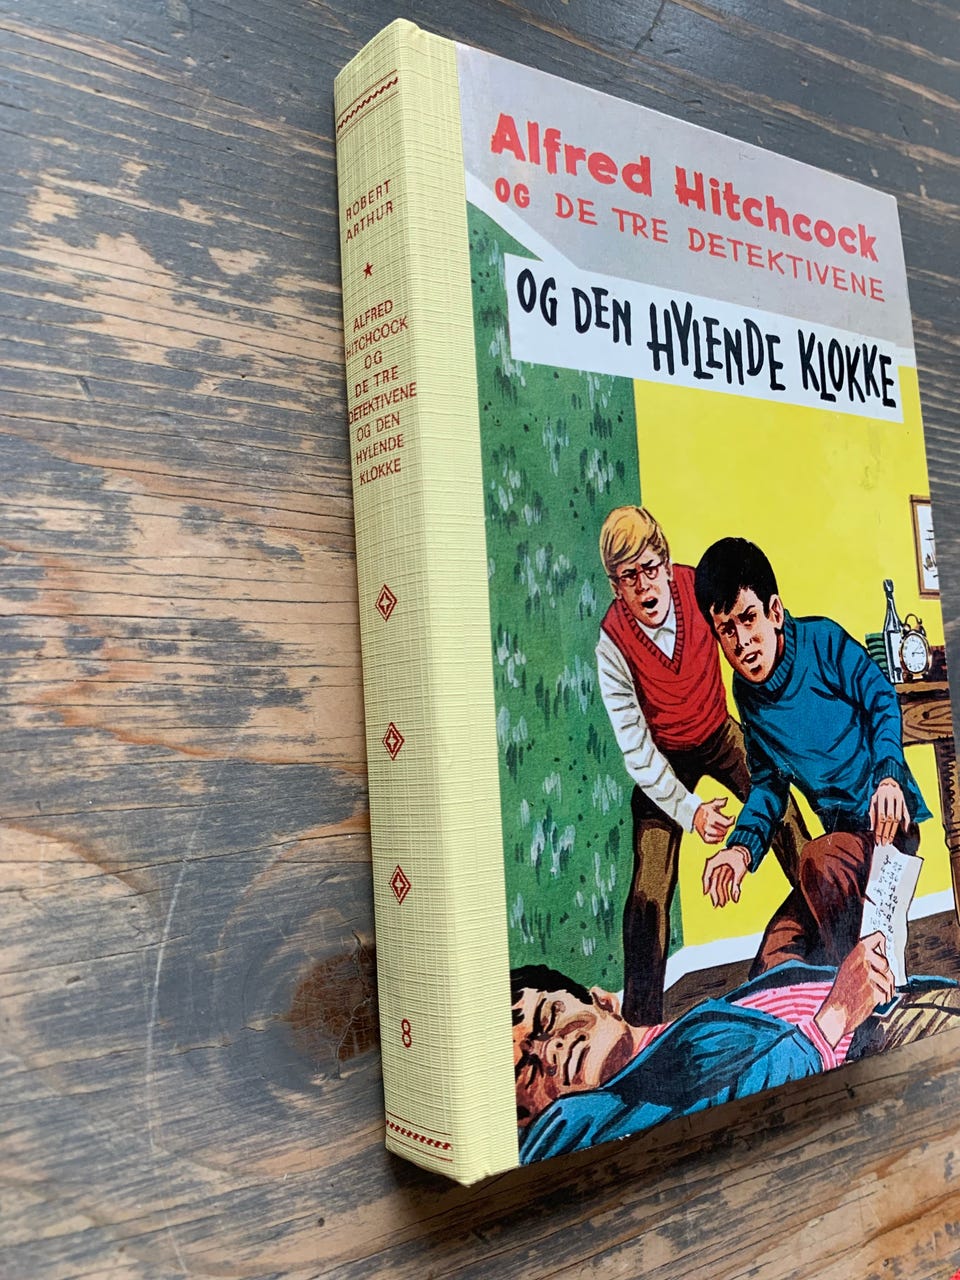 ROBERT
ARTHUR
ALFRED
HITCHCOCK
OG
DE TRE
DETEKTIVENE
OG DEN
HYLENDE
KLOKKE
8
Alfred Hitchcock
OG DE TRE DETEKTIVENE
OG DEN HYLENDE KLOKKE